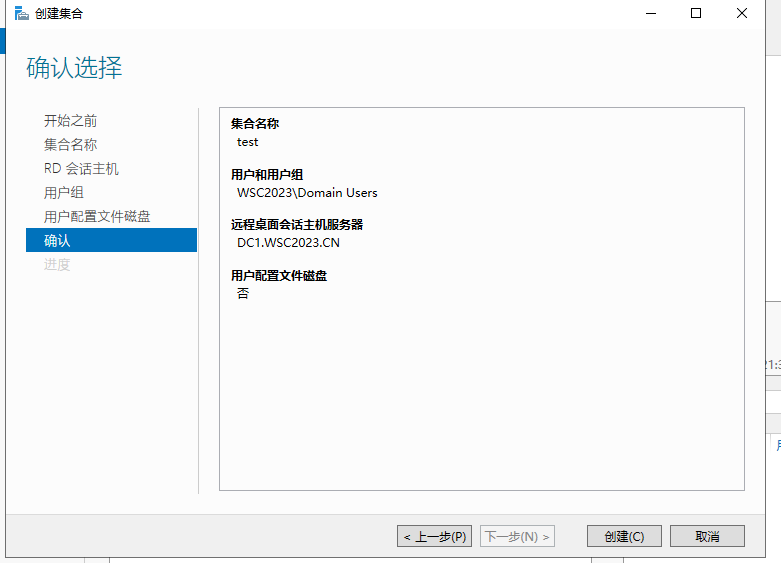 创建集合
确认选择
开始之前
集合名称
RD 会话主机
用户组
用户配置文件磁盘
确认
进度
集合名称
test
用户和用户组
WSC2023\Domain Users
远程桌面会话主机服务器
DC1.WSC2023.CN
用户配置文件磁盘
否
< 上一步(P)
下一步(N) >
创建(C)
取消